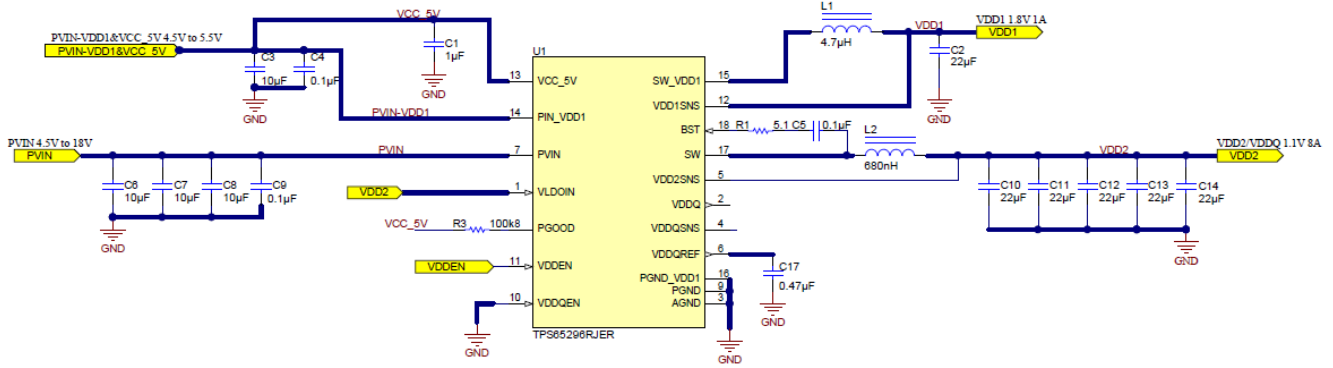 VCC_5V
L1
4.7µH
VDD1
VDD1 1.8V 1A
VDD1
PVIN-VDD1&VCC_5V 4.5V to 5.5V
PVIN-VDD1&VCC_5V
C1
1µF
GND
C3
10µF
C4
0.1µF
GND
C2
22µF
GND
U1
13
VCC_5V
SW_VDD1
15
VDD1SNS
12
PVIN-VDD1
14
PIN_VDD1
BST
18
R1
5.1
C5
0.1µF
PVIN 4.5V to 18V
PVIN
PVIN
7
PVIN
SW
17
L2
680nH
VDD2
VDD2/VDDQ 1.1V 8A
VDD2
C6
10µF
C7
10µF
C8
10µF
C9
0.1µF
GND
VDD2
1
VLDOIN
VDD2SNS
5
VDDQ
2
C10
22µF
C11
22µF
C12
22µF
C13
22µF
C14
22µF
GND
VCC_5V
R3
100k
8
PGOOD
VDDQSNS
4
VDDEN
11
VDDEN
VDDQREF
6
C17
0.47µF
GND
PGND_VDD1
16
PGND
9
AGND
3
GND
10
VDDQEN
GND
TPS65296RJER